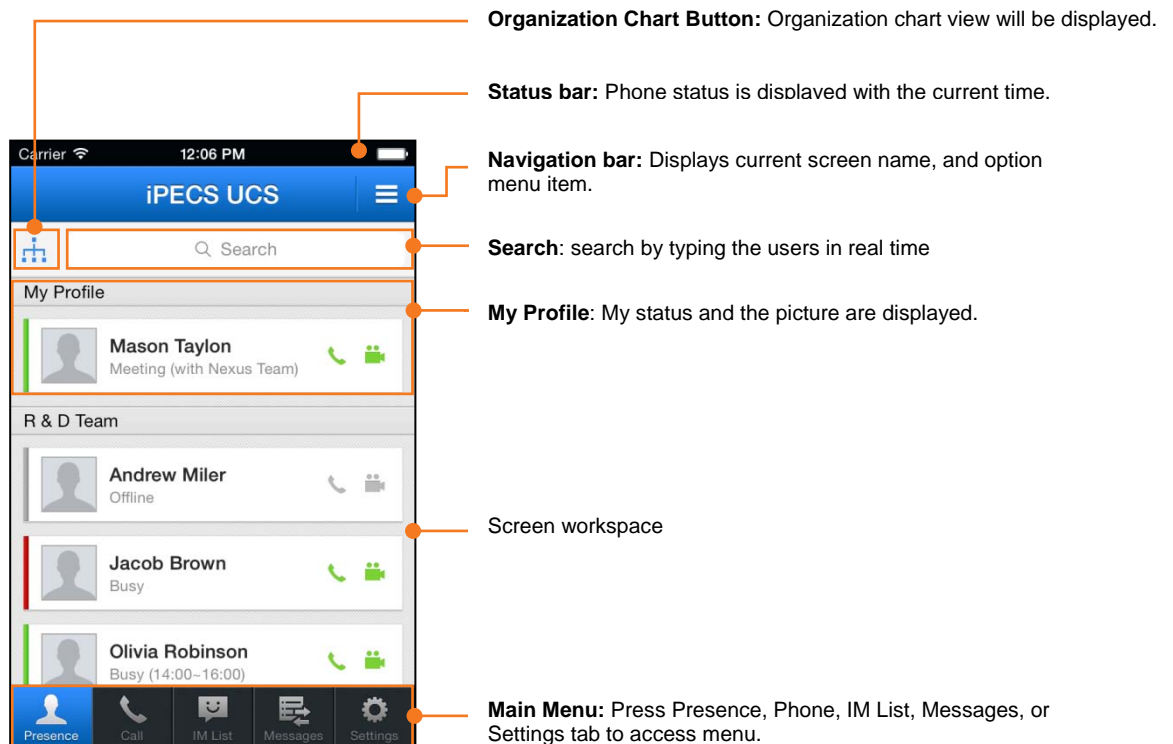 Organization Chart Button: Organization chart view will be displayed.
Status bar: Phone status is displayed with the current time.
Carrier
12:06 PM
Navigation bar: Displays current screen name, and option
menu item.
iPECS UCS
Search
Search: search by typing the users in real time
My Profile
My Profile: My status and the picture are displayed.
Mason Taylon
Meeting (with Nexus Team)
R & D Team
Andrew Miler
Offline
Screen workspace
Jacob Brown
Busy
Olivia Robinson
Busy (14:00~16:00)
Presence
Call
IM List
Messages
Settings
Main Menu: Press Presence, Phone, IM List, Messages, or
Settings tab to access menu.